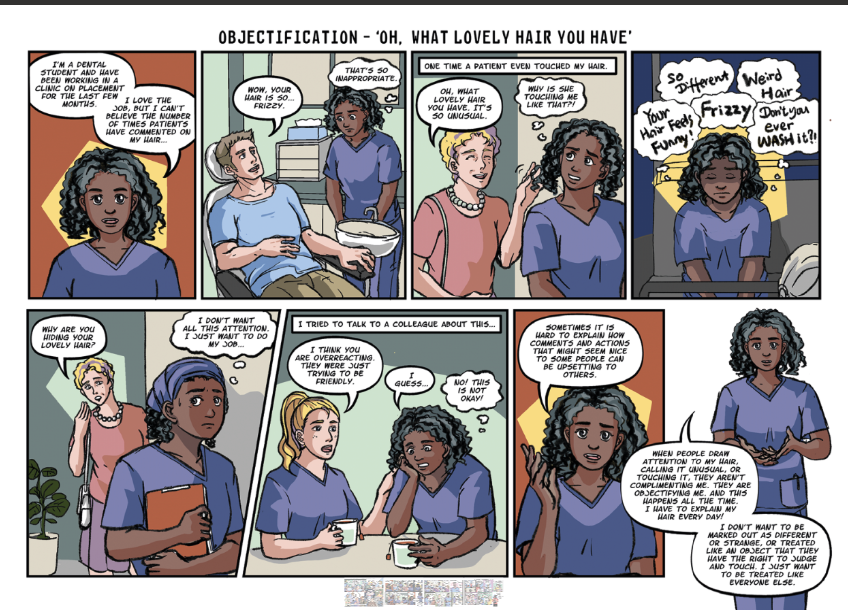 OBJECTIFICATION - 'OH, WHAT LOVELY HAIR YOU HAVE'
I'M A DENTAL
STUDENT AND HAVE
BEEN WORKING IN A
CLINIC ON PLACEMENT
FOR THE LAST FEW
MONTHS.
I LOVE THE
JOB, BUT I CAN'T
BELIEVE THE NUMBER
OF TIMES PATIENTS
HAVE COMMENTED ON
MY HAIR...
WOW, YOUR
HAIR IS SO...
FRIZZY.
THAT'S SO
INAPPROPRIATE.
ONE TIME A PATIENT EVEN TOUCHED MY HAIR.
OH, WHAT
LOVELY HAIR
YOU HAVE. IT'S
SO UNUSUAL.
WHY IS SHE
TOUCHING ME
LIKE THAT?!
So
Different
Weird
Hair
Your
Hair Feels
Funny!
Frizzy
Don't you
ever
WASH it?!
WHY ARE YOU
HIDING YOUR
LOVELY HAIR?
I DON'T WANT
ALL THIS ATTENTION.
I JUST WANT TO DO
MY JOB...
I TRIED TO TALK TO A COLLEAGUE ABOUT THIS...
I THINK YOU
ARE OVERREACTING.
THEY WERE JUST
TRYING TO BE
FRIENDLY.
I
GUESS...
NO! THIS
IS NOT
OKAY!
SOMETIMES IT IS
HARD TO EXPLAIN HOW
COMMENTS AND ACTIONS
THAT MIGHT SEEM NICE
TO SOME PEOPLE CAN
BE UPSETTING TO
OTHERS.
WHEN PEOPLE DRAW
ATTENTION TO MY HAIR,
CALLING IT UNUSUAL, OR
TOUCHING IT, THEY AREN'T
COMPLIMENTING ME. THEY ARE
OBJECTIFYING ME. AND THIS
HAPPENS ALL THE TIME.
I HAVE TO EXPLAIN MY
HAIR EVERY DAY!
I DON'T WANT TO BE
MARKED OUT AS DIFFERENT
OR STRANGE, OR TREATED
LIKE AN OBJECT THAT THEY
HAVE THE RIGHT TO JUDGE
AND TOUCH. I JUST WANT
TO BE TREATED LIKE
EVERYONE ELSE.